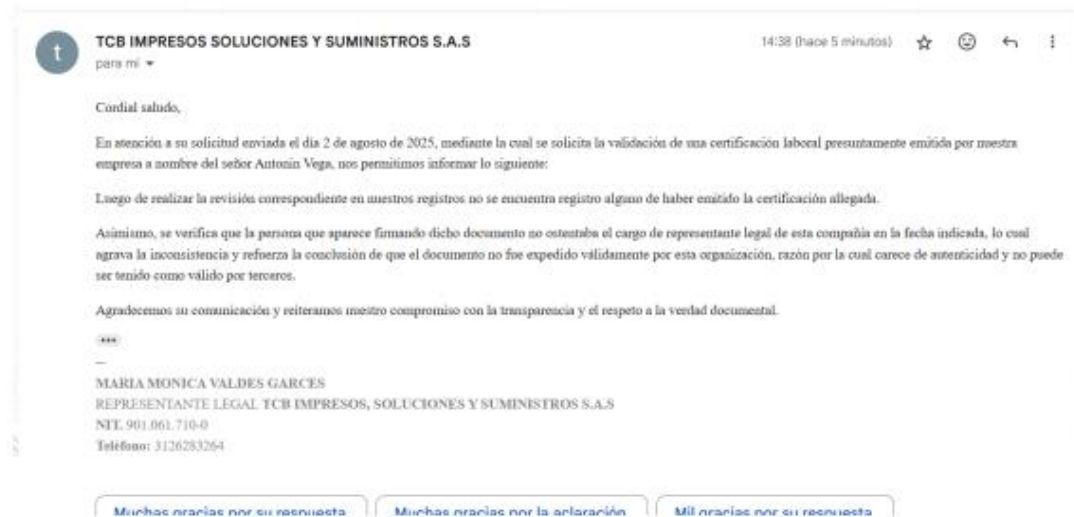 t
TCB IMPRESOS SOLUCIONES Y SUMINISTROS S.A.S
14:38 (hace 5 minutos)
para mí
Cordial saludo,
En atención a su solicitud enviada el día 2 de agosto de 2025, mediante la cual se solicita la validación de una certificación laboral presuntamente emitida por nuestra
empresa a nombre del señor Antonin Vega, nos permitimos informar lo siguiente:
Luego de realizar la revisión correspondiente en nuestros registros no se encuentra registro alguno de haber emitido la certificación allegada.
Asimismo, se verifica que la persona que aparece firmando dicho documento no ostentaba el cargo de representante legal de esta compañía en la fecha indicada, lo cual
agrava la inconsistencia y refuerza la conclusión de que el documento no fue expedido válidamente por esta organización, razón por la cual carece de autenticidad y no puede
ser tenido como válido por terceros.
Agradecemos su comunicación y reiteramos nuestro compromiso con la transparencia y el respeto a la verdad documental.
...
--
MARIA MONICA VALDES GARCES
REPRESENTANTE LEGAL TCB IMPRESOS, SOLUCIONES Y SUMINISTROS S.A.S
NIT. 901.061.710-0
Teléfono: 3126283264
Muchas gracias por su respuesta
Muchas gracias por la aclaración
Mil gracias por su respuesta